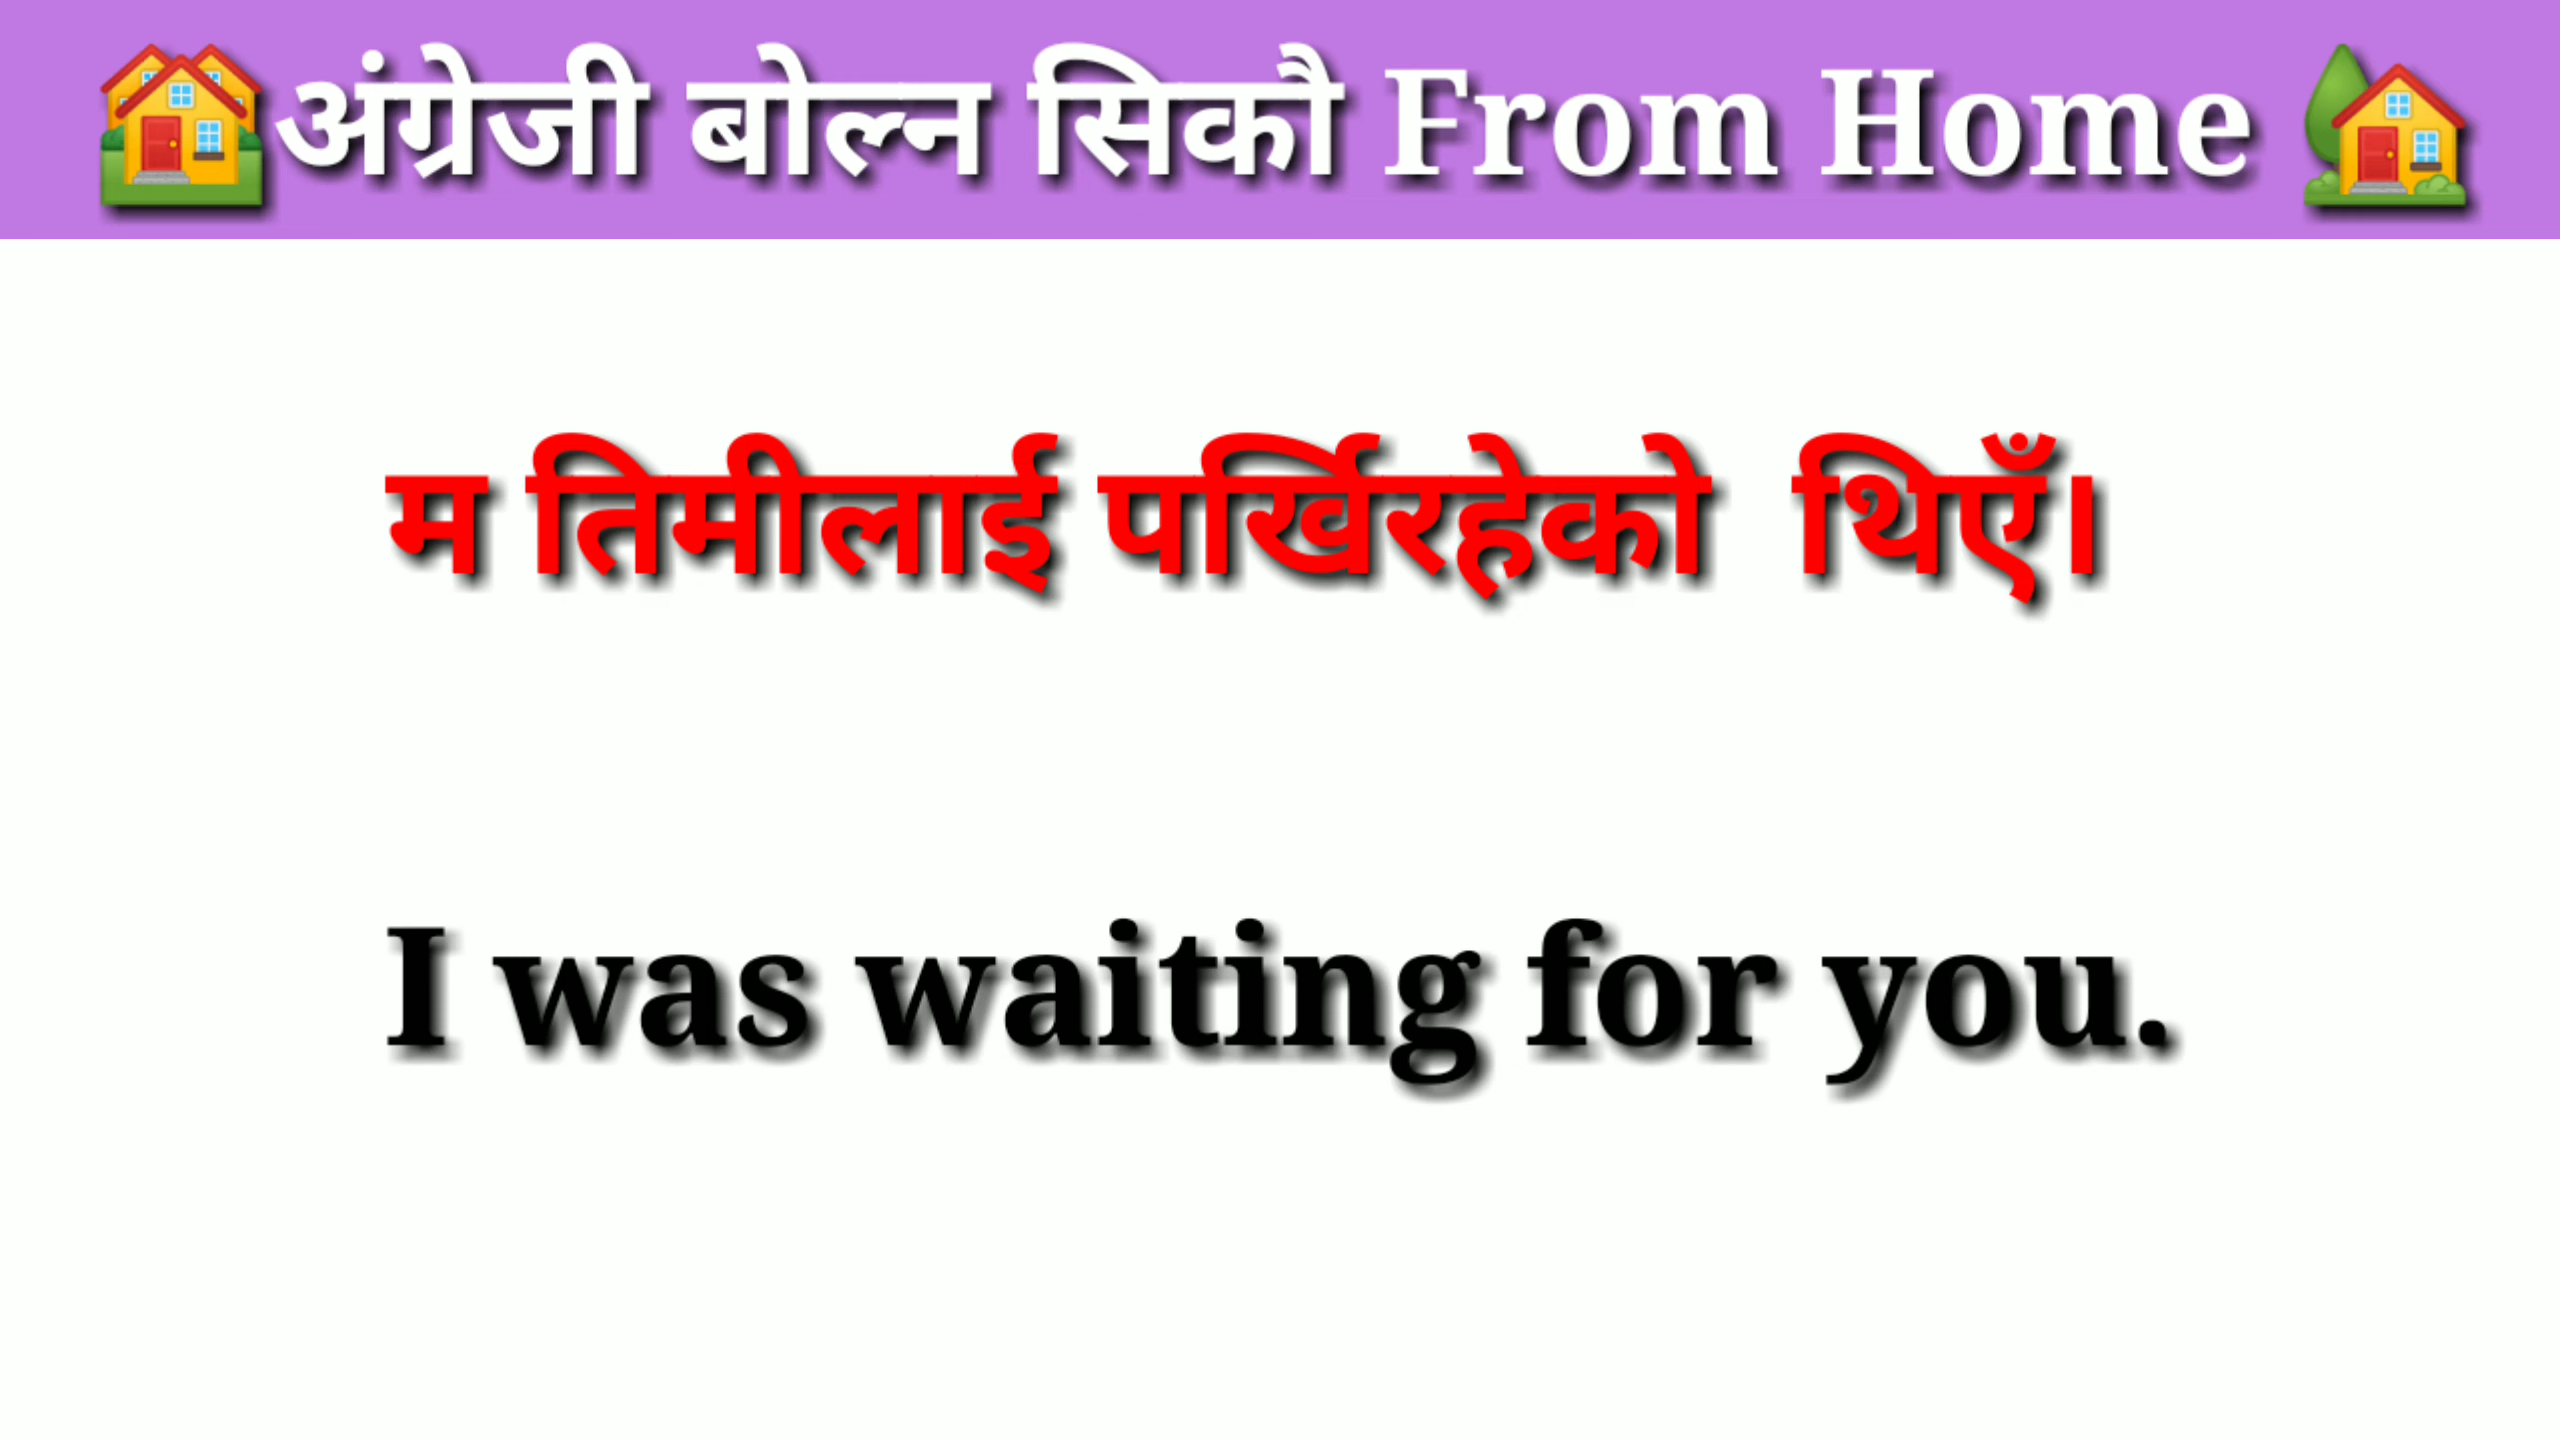 🏘️अंग्रेजी बोल्न सिकौ From Home 🏡
म तिमीलाई पर्खिरहेको थिएँ।
I was waiting for you.